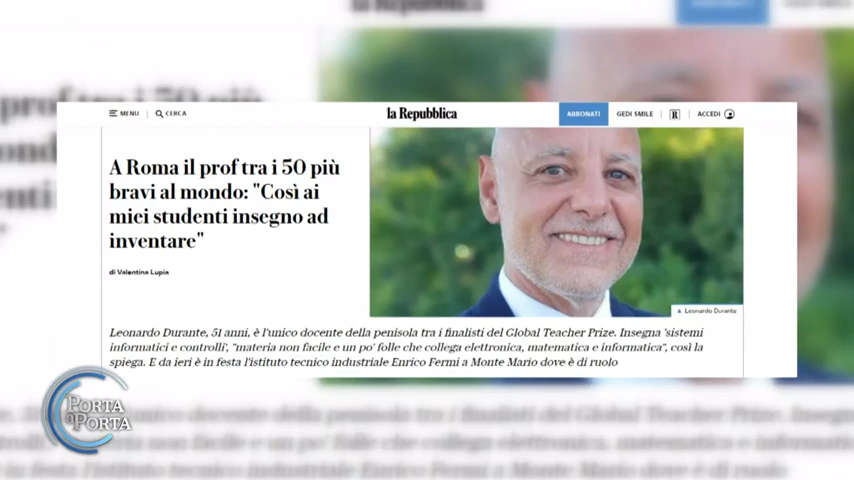 la Repubblica
MENU
CERCA
la Repubblica
ABBONATI
GEDI SMILE
R
ACCEDI
A Roma il prof tra i 50 più
bravi al mondo: "Così ai
miei studenti insegno ad
inventare"
di Valentina Lupia
Leonardo Durante
Leonardo Durante, 51 anni, è l'unico docente della penisola tra i finalisti del Global Teacher Prize. Insegna 'sistemi
informatici e controlli', "materia non facile e un po' folle che collega elettronica, matematica e informatica", così la
spiega. E da ieri è in festa l'istituto tecnico industriale Enrico Fermi a Monte Mario dove è di ruolo
PORTA
a PORTA